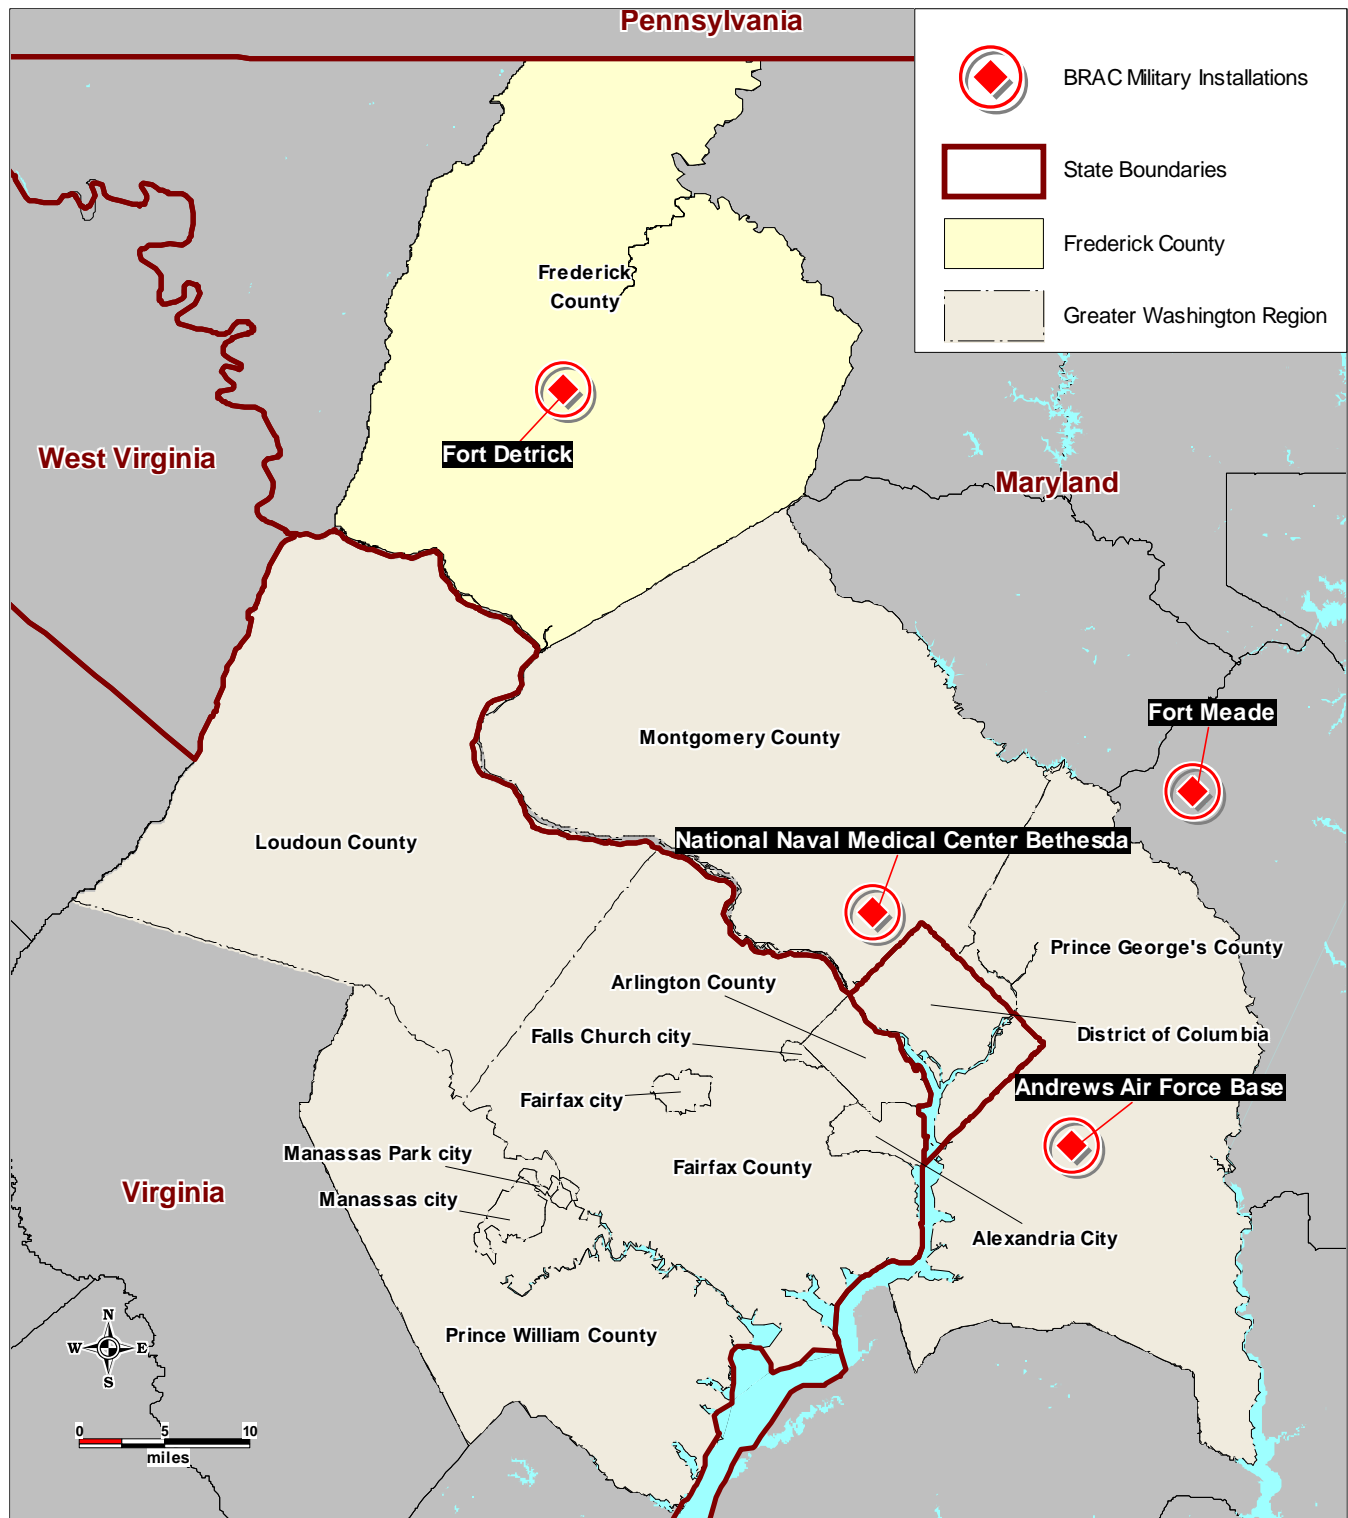 Pennsylvania
BRAC Military Installations
State Boundaries
Frederick County
Greater Washington Region
Frederick
County
Fort Detrick
West Virginia
Maryland
Fort Meade
Montgomery County
National Naval Medical Center Bethesda
Loudoun County
Prince George's County
Arlington County
Falls Church city
District of Columbia
Andrews Air Force Base
Fairfax city
Manassas Park city
Fairfax County
Virginia
Manassas city
Alexandria City
Prince William County
N
W E
S
0 5 10
miles